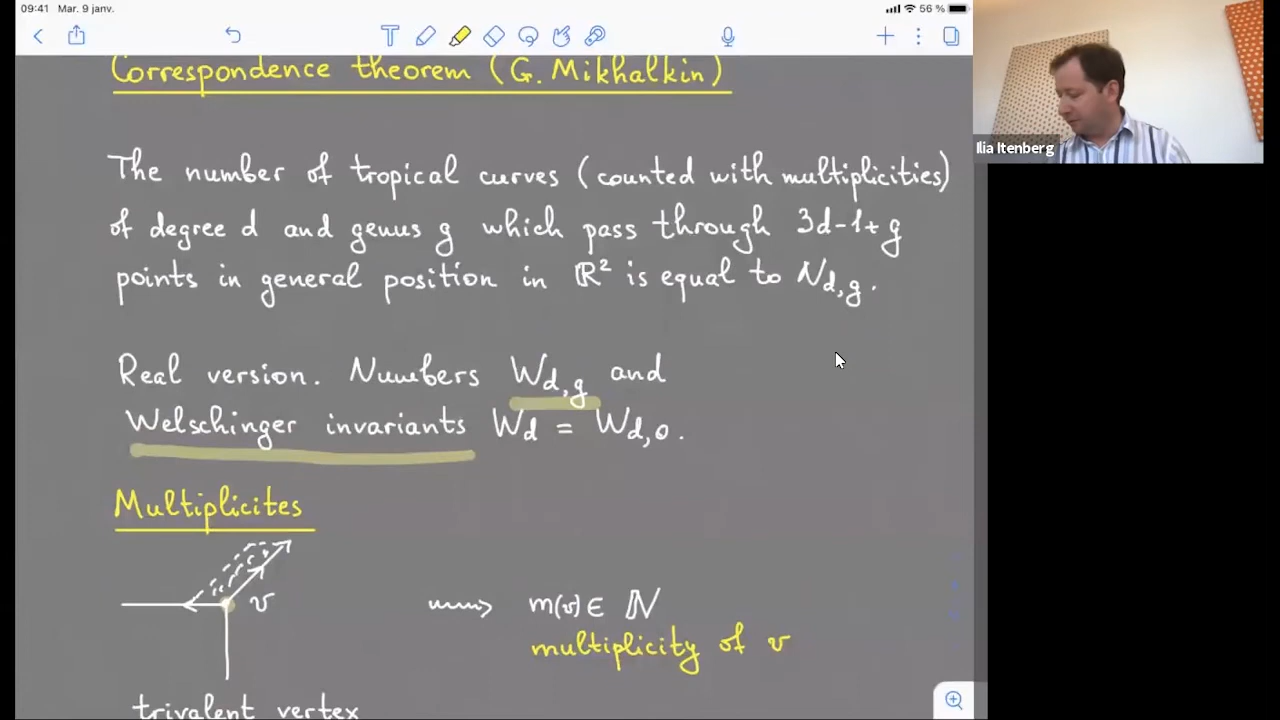 09:41 Mar. 9 janv.
56 %
Correspondence theorem (G. Mikhalkin)
The number of tropical curves (counted with multiplicities)
of degree d and genus g which pass through 3d-1+g
points in general position in ℝ² is equal to N_{d,g}.
Real version. Numbers W_{d,g} and
Welschinger invariants W_d = W_{d,0}.
Multiplicites
v
m(v) ∈ ℕ
multiplicity of v
trivalent vertex
T
Ilia Itenberg